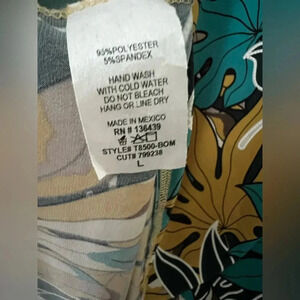 95%POLYESTER
5%SPANDEX
HAND WASH
WITH COLD WATER
DO NOT BLEACH
HANG OR LINE DRY
MADE IN MEXICO
RN # 136439
STYLE# T8500-BOM
CUT# 799238
L